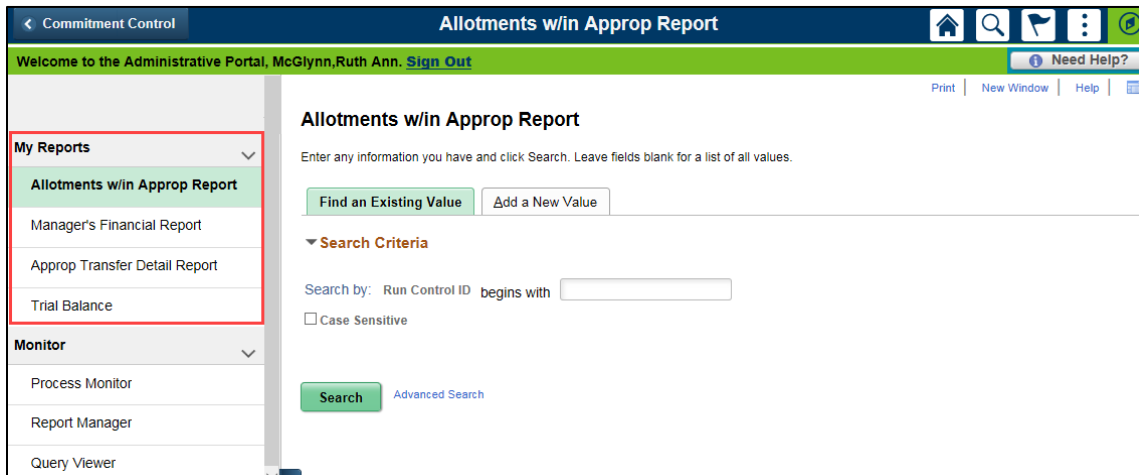 Commitment Control
Allotments w/in Approp Report
Welcome to the Administrative Portal, McGlynn,Ruth Ann. Sign Out
Need Help?
Print | New Window | Help |
My Reports
Allotments w/in Approp Report
Manager's Financial Report
Approp Transfer Detail Report
Trial Balance
Monitor
Process Monitor
Report Manager
Query Viewer
Allotments w/in Approp Report
Enter any information you have and click Search. Leave fields blank for a list of all values.
Find an Existing Value
Add a New Value
Search Criteria
Search by: Run Control ID begins with
Case Sensitive
Search
Advanced Search